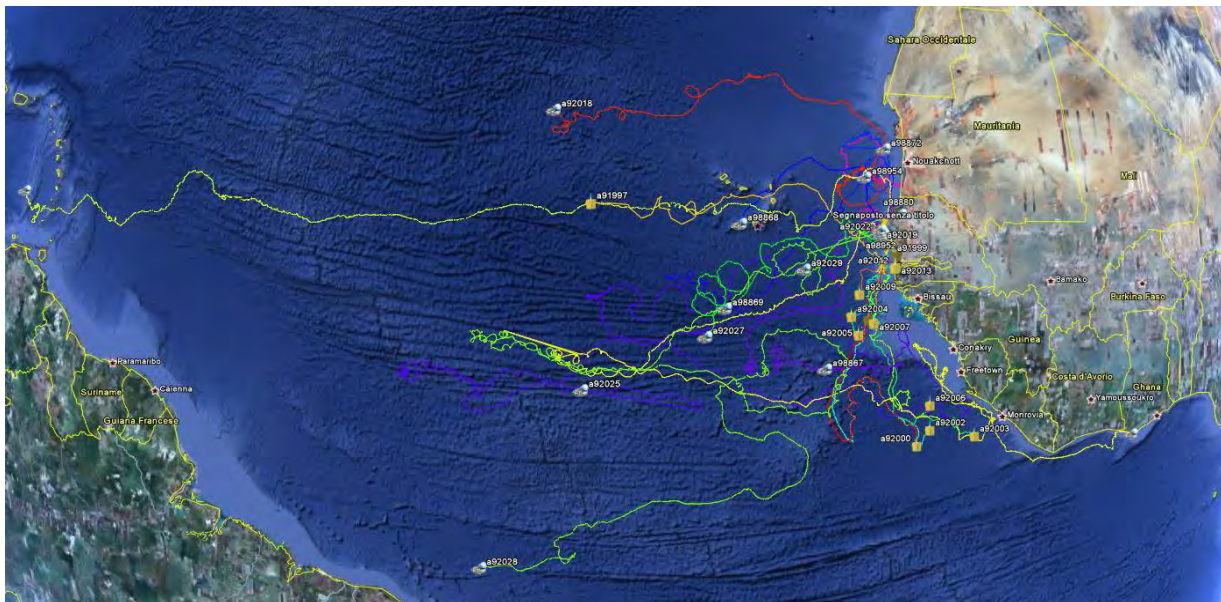 Sahara Occidentale
a92018
Mauritania
a98872
Nouakchott
a98954
Mali
a91997
a98880
Segnaposto senza titolo
a98868
a92022
a92019
a98952
a91999
a92012
a92013
a92029
Bamako
a92009
Bissau
Burkina Faso
a98869
a92004
a92007
a92027
a92005
Guinea
Conakry
Paramaribo
a98867
Freetown
Ghana
Costa d'Avorio
a92025
Caienna
Suriname
Yamoussoukro
a92006
Monrovia
Guiana Francese
a92002
a92003
a92000
a92028